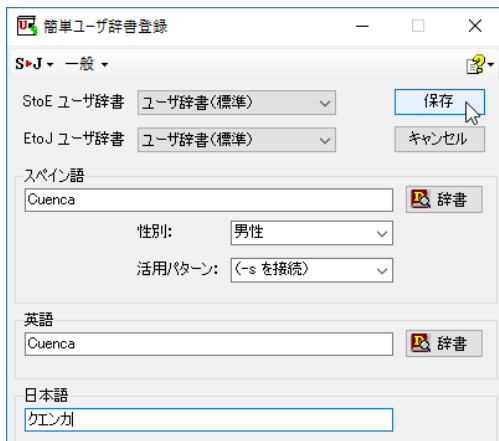 簡単ユーザ辞書登録
S▶J 一般
StoE ユーザ辞書 ユーザ辞書(標準) 保存
EtoJ ユーザ辞書 ユーザ辞書(標準) キャンセル
スペイン語
Cuenca 辞書
性別: 男性
活用パターン: (-s を接続)
英語
Cuenca 辞書
日本語
クエンカ